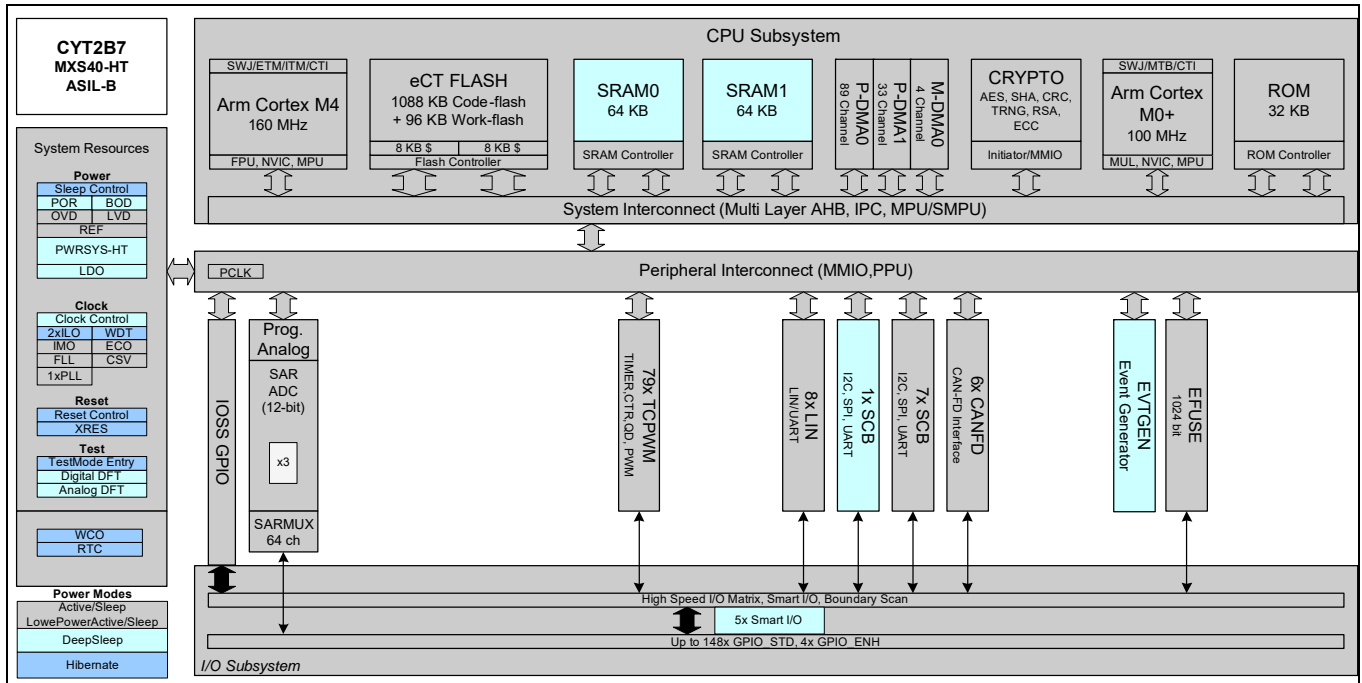 CYT2B7
MXS40-HT
ASIL-B
System Resources
Power
Sleep Control
POR
BOD
OVD
LVD
REF
PWRSYS-HT
LDO
Clock
Clock Control
2xILO
WDT
IMO
ECO
FLL
CSV
1xPLL
Reset
Reset Control
XRES
Test
TestMode Entry
Digital DFT
Analog DFT
WCO
RTC
Power Modes
Active/Sleep
LowePowerActive/Sleep
DeepSleep
Hibernate
CPU Subsystem
SWJ/ETM/ITM/CTI
Arm Cortex M4
160 MHz
FPU, NVIC, MPU
eCT FLASH
1088 KB Code-flash
+ 96 KB Work-flash
8 KB $
8 KB $
Flash Controller
SRAM0
64 KB
SRAM Controller
SRAM1
64 KB
SRAM Controller
P-DMA0
89 Channel
P-DMA1
33 Channel
M-DMA0
4 Channel
CRYPTO
AES, SHA, CRC,
TRNG, RSA,
ECC
Initiator/MMIO
SWJ/MTB/CTI
Arm Cortex
M0+
100 MHz
MUL, NVIC, MPU
ROM
32 KB
ROM Controller
System Interconnect (Multi Layer AHB, IPC, MPU/SMPU)
PCLK
Peripheral Interconnect (MMIO,PPU)
IOSS GPIO
Prog.
Analog
SAR
ADC
(12-bit)
x3
SARMUX
64 ch
79x TCPWM
TIMER,CTR,QD, PWM
8x LIN
LIN/UART
1x SCB
I2C, SPI, UART
7x SCB
I2C, SPI, UART
6x CANFD
CAN-FD Interface
EVTGEN
Event Generator
EFUSE
1024 bit
High Speed I/O Matrix, Smart I/O, Boundary Scan
5x Smart I/O
Up to 148x GPIO_STD, 4x GPIO_ENH
I/O Subsystem